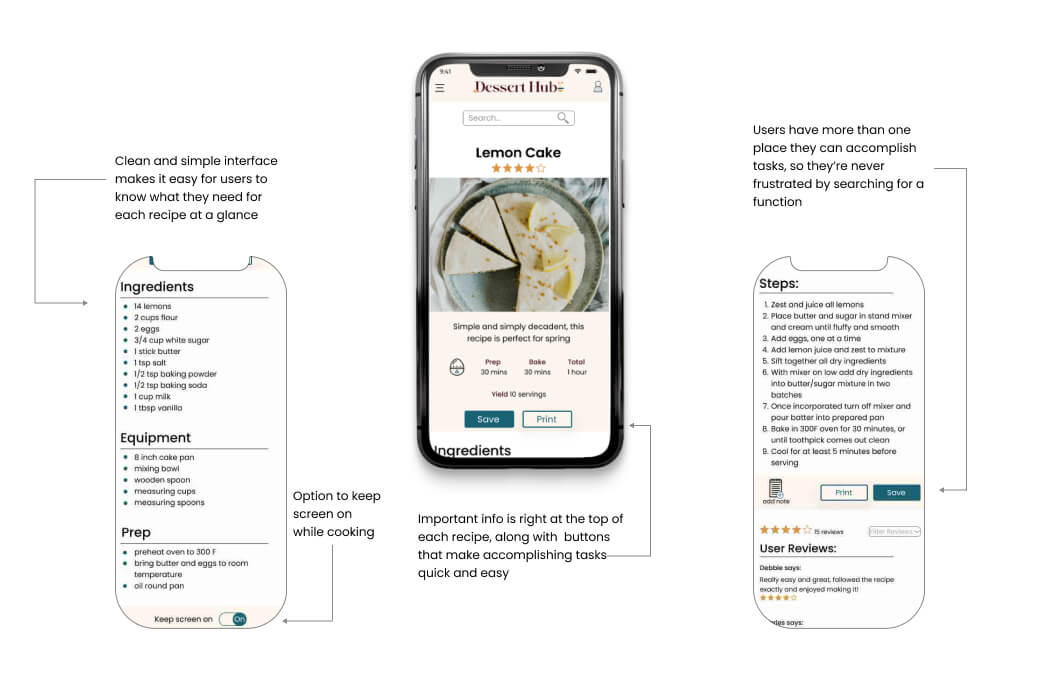 Clean and simple interface
makes it easy for users to
know what they need for
each recipe at a glance
Ingredients
14 lemons
2 cups flour
2 eggs
3/4 cup white sugar
1 stick butter
1 tsp salt
1/2 tsp baking powder
1/2 tsp baking soda
1 cup milk
1 tbsp vanilla
Equipment
8 inch cake pan
mixing bowl
wooden spoon
measuring cups
measuring spoons
Prep
preheat oven to 300 F
bring butter and eggs to room
temperature
oil round pan
Keep screen on On
Option to keep
screen on
while cooking
9:41
Dessert Hub
Search...
Lemon Cake
Simple and simply decadent, this
recipe is perfect for spring
Prep Bake Total
30 mins 30 mins 1 hour
Yield 10 servings
Save Print
Ingredients
Important info is right at the top of
each recipe, along with buttons
that make accomplishing tasks
quick and easy
Users have more than one
place they can accomplish
tasks, so they're never
frustrated by searching for a
function
Steps:
1. Zest and juice all lemons
2. Place butter and sugar in stand mixer
and cream until fluffy and smooth
3. Add eggs, one at a time
4. Add lemon juice and zest to mixture
5. Sift together all dry ingredients
6. With mixer on low add dry ingredients
into butter/sugar mixture in two
batches
7. Once incorporated turn off mixer and
pour batter into prepared pan
8. Bake in 300F oven for 30 minutes, or
until toothpick comes out clean
9. Cool for at least 5 minutes before
serving
add note Print Save
15 reviews Filter Reviews
User Reviews:
Debbie says:
Really easy and great, followed the recipe
exactly and enjoyed making it!
says: